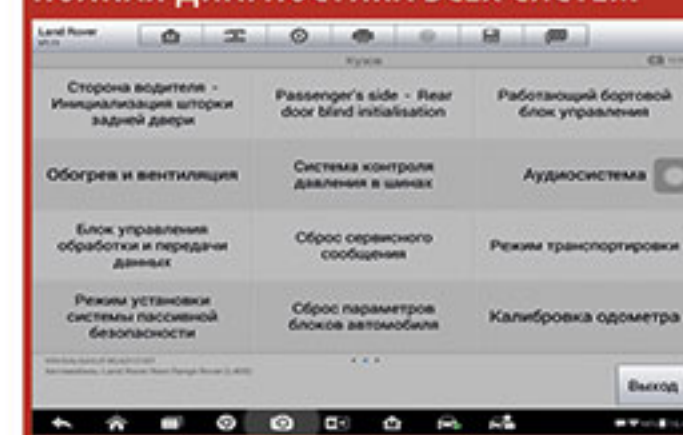 Land Rover
Кузов
Сторона водителя -
Инициализация шторки
задней двери
Passenger's side - Rear
door blind initialisation
Работающий бортовой
блок управления
Обогрев и вентиляция
Система контроля
давления в шинах
Аудиосистема
Блок управления
обработки и передачи
данных
Сброс сервисного
сообщения
Режим транспортировки
Режим установки
системы пассивной
безопасности
Сброс параметров
блоков автомобиля
Калибровка одометра
Выход